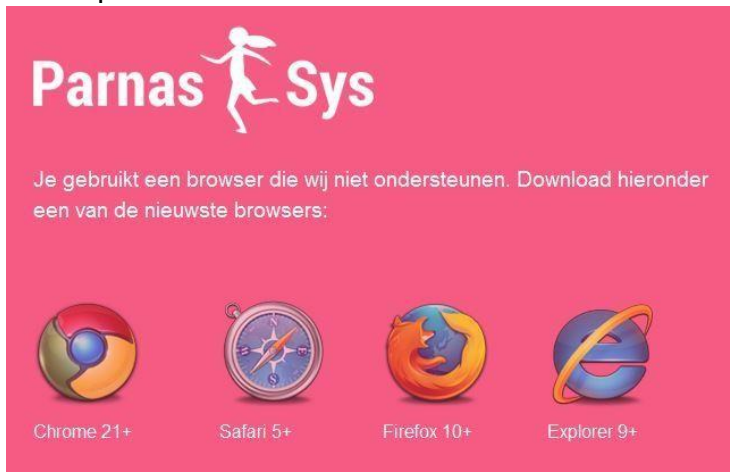 Parnas Sys
Je gebruikt een browser die wij niet ondersteunen. Download hieronder
een van de nieuwste browsers:
Chrome 21+
Safari 5+
Firefox 10+
Explorer 9+